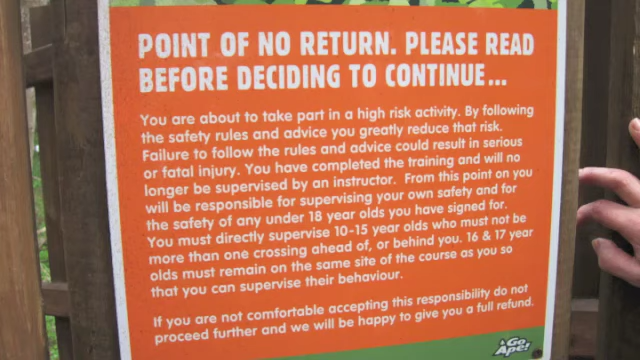 POINT OF NO RETURN. PLEASE READ
BEFORE DECIDING TO CONTINUE...
You are about to take part in a high risk activity. By following
the safety rules and advice you greatly reduce that risk.
Failure to follow the rules and advice could result in serious
or fatal injury. You have completed the training and will no
longer be supervised by an instructor. From this point on you
will be responsible for supervising your own safety and for
the safety of any under 18 year olds you have signed for.
You must directly supervise 10-15 year olds who must not be
more than one crossing ahead of, or behind you. 16 & 17 year
olds must remain on the same site of the course as you so
that you can supervise their behaviour.
If you are not comfortable accepting this responsibility do not
proceed further and we will be happy to give you a full refund.
Go
Ape!